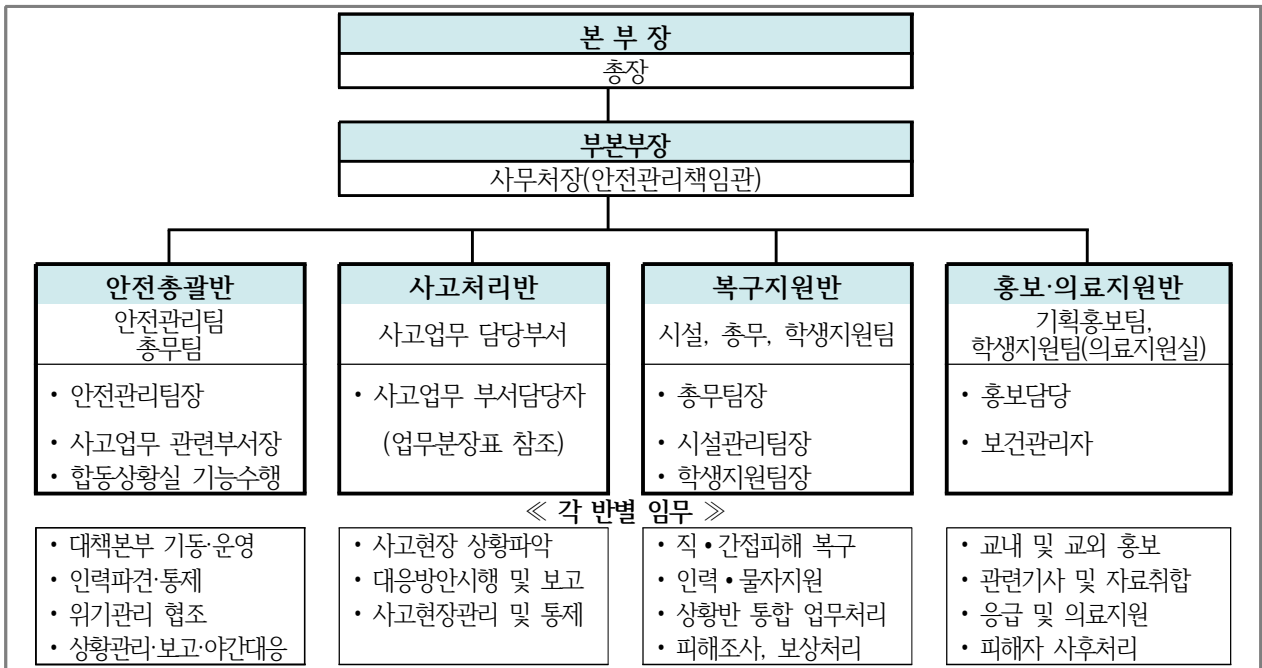 본 부 장
총장
부본부장
사무처장(안전관리책임관)
안전총괄반
안전관리팀
총무팀
• 안전관리팀장
• 사고업무 관련부서장
• 합동상황실 기능수행
사고처리반
사고업무 담당부서
• 사고업무 부서담당자
(업무분장표 참조)
복구지원반
시설, 총무, 학생지원팀
• 총무팀장
• 시설관리팀장
• 학생지원팀장
홍보·의료지원반
기획홍보팀,
학생지원팀(의료지원실)
• 홍보담당
• 보건관리자
≪ 각 반별 임무 ≫
• 대책본부 기동·운영
• 인력파견·통제
• 위기관리 협조
• 상황관리·보고·야간대응
• 사고현장 상황파악
• 대응방안시행 및 보고
• 사고현장관리 및 통제
• 직•간접피해 복구
• 인력•물자지원
• 상황반 통합 업무처리
• 피해조사, 보상처리
• 교내 및 교외 홍보
• 관련기사 및 자료취합
• 응급 및 의료지원
• 피해자 사후처리